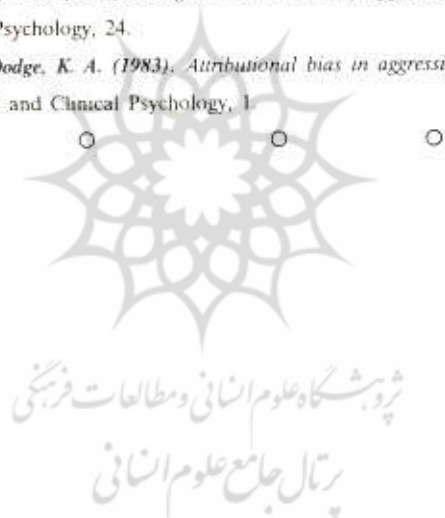 Psychology, 24.
Dodge, K. A. (1983). Attributional bias in aggressi
and Clinical Psychology, 1.
پژوهشگاه علوم انسانی و مطالعات فرهنگی
پرتال جامع علوم انسانی